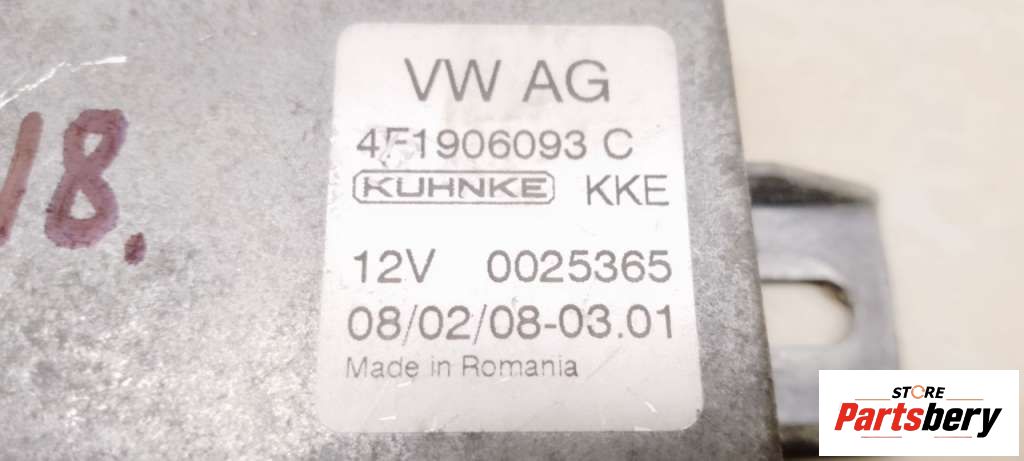 18.
VW AG
4F1906093 C
KUHNKE KKE
12V 0025365
08/02/08-03.01
Made in Romania
STORE
Partsbery